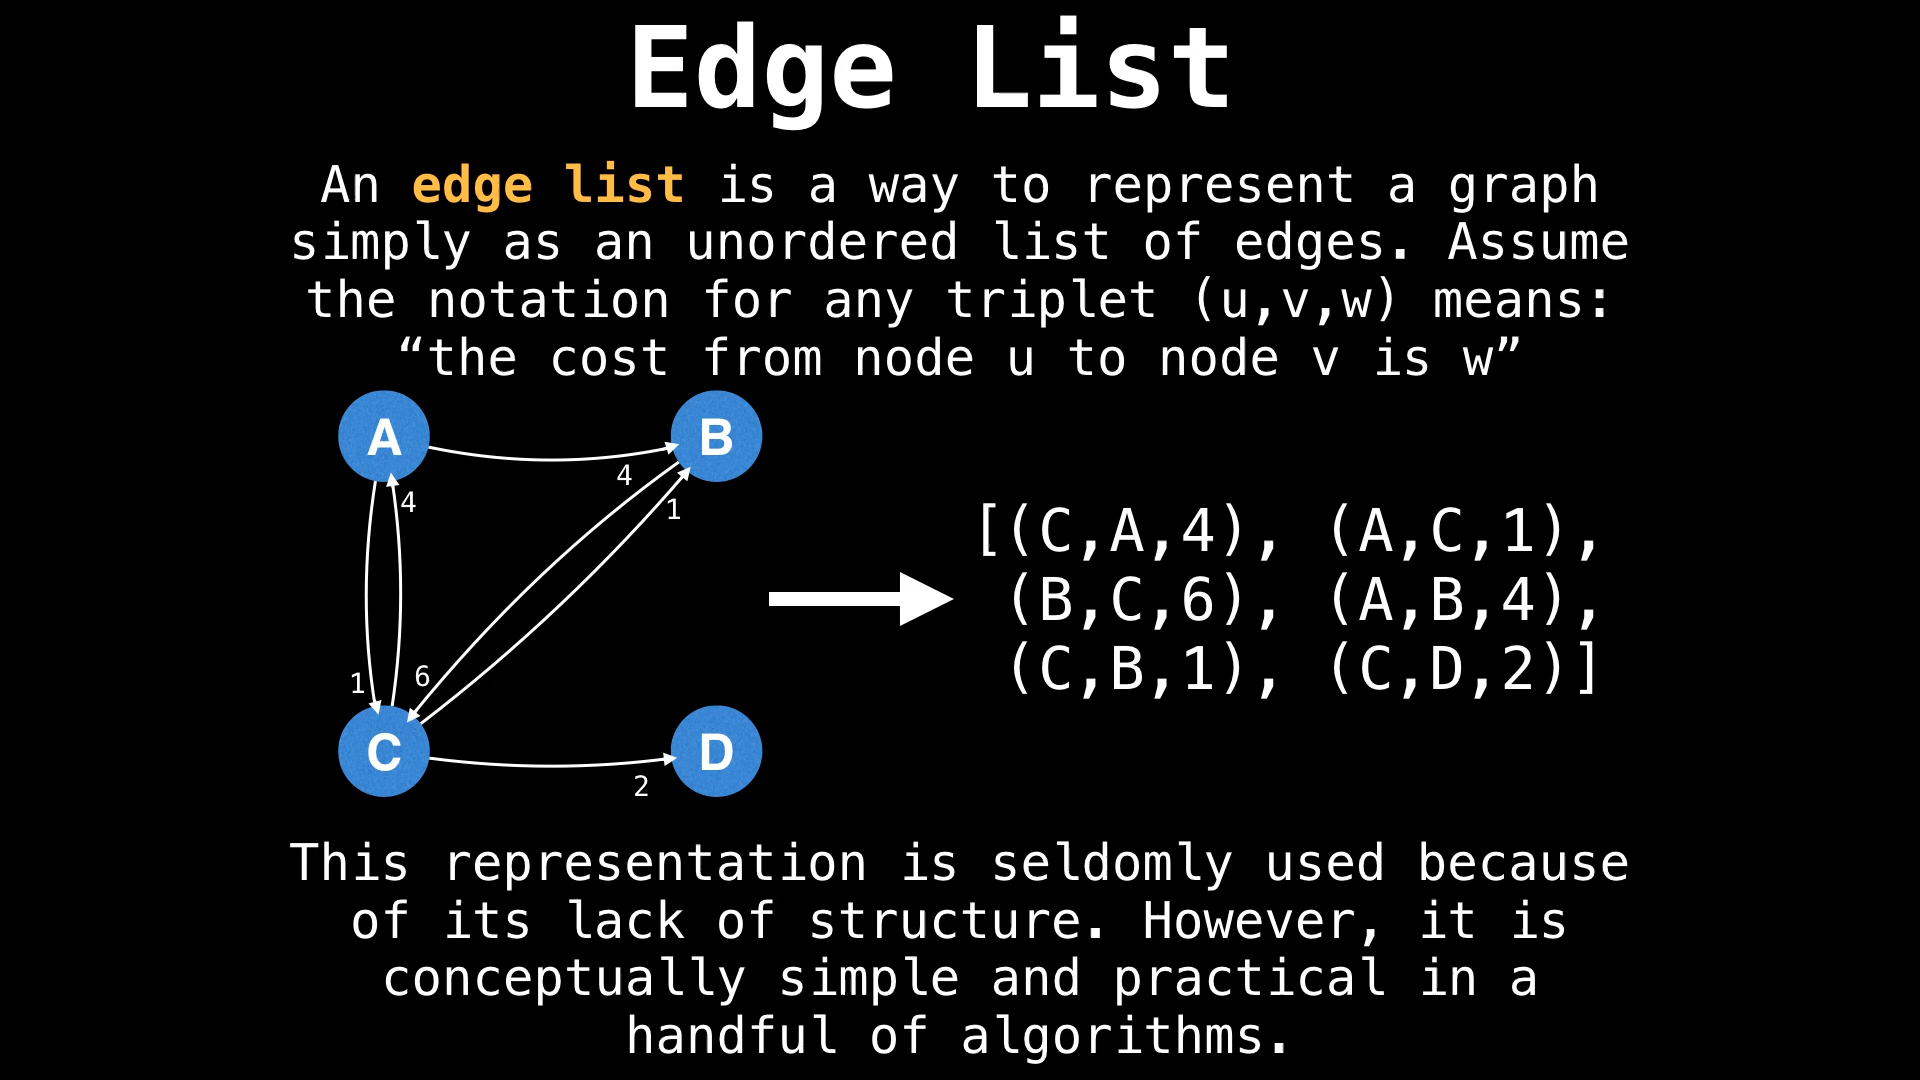 Edge List
An edge list is a way to represent a graph
simply as an unordered list of edges. Assume
the notation for any triplet (u,v,w) means:
“the cost from node u to node v is w”
A
B
4
4
1
[(C,A,4), (A,C,1),
(B,C,6), (A,B,4),
(C,B,1), (C,D,2)]
1
6
C
D
2
This representation is seldomly used because
of its lack of structure. However, it is
conceptually simple and practical in a
handful of algorithms.